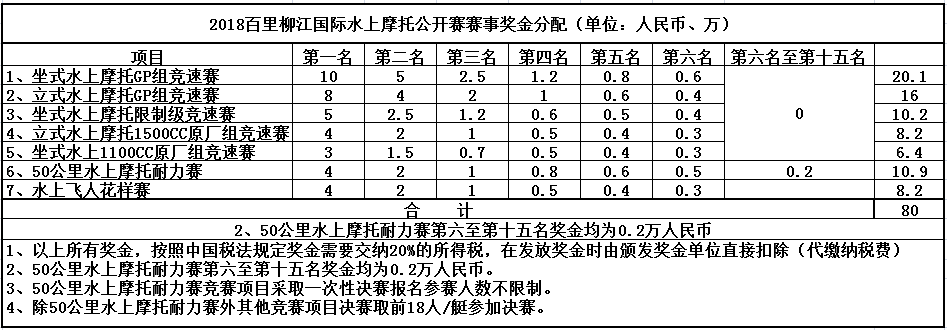 2018百里柳江国际水上摩托公开赛赛事奖金分配（单位：人民币、万）
项目 第一名 第二名 第三名 第四名 第五名 第六名 第六名至第十五名
1、坐式水上摩托GP组竞速赛 10 5 2.5 1.2 0.8 0.6 20.1
2、立式水上摩托GP组竞速赛 8 4 2 1 0.6 0.4 16
3、坐式水上摩托限制级竞速赛 5 2.5 1.2 0.6 0.5 0.4 0 10.2
4、立式水上摩托1500CC原厂组竞速赛 4 2 1 0.5 0.4 0.3 8.2
5、坐式水上1100CC原厂组竞速赛 3 1.5 0.7 0.5 0.4 0.3 6.4
6、50公里水上摩托耐力赛 4 2 1 0.8 0.6 0.5 0.2 10.9
7、水上飞人花样赛 4 2 1 0.5 0.4 0.3 8.2
合 计 80
2、50公里水上摩托耐力赛第六至第十五名奖金均为0.2万人民币
1、以上所有奖金，按照中国税法规定奖金需要交纳20%的所得税，在发放奖金时由颁发奖金单位直接扣除（代缴纳税费）
2、50公里水上摩托耐力赛第六至第十五名奖金均为0.2万人民币。
3、50公里水上摩托耐力赛竞赛项目采取一次性决赛报名参赛人数不限制。
4、除50公里水上摩托耐力赛外其他竞赛项目决赛取前18人/艇参加决赛。